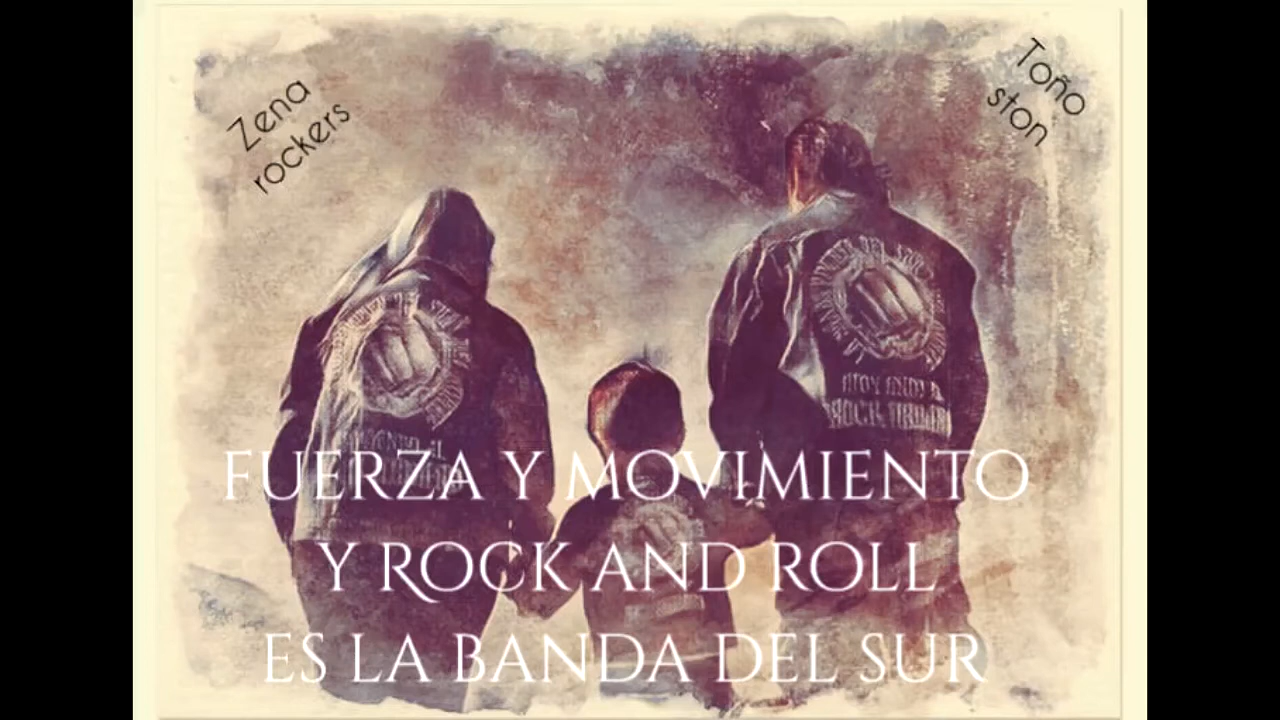 Zena
rockers
Toño
ston
FUERZA Y MOVIMIENTO
Y ROCK AND ROLL
ES LA BANDA DEL SUR